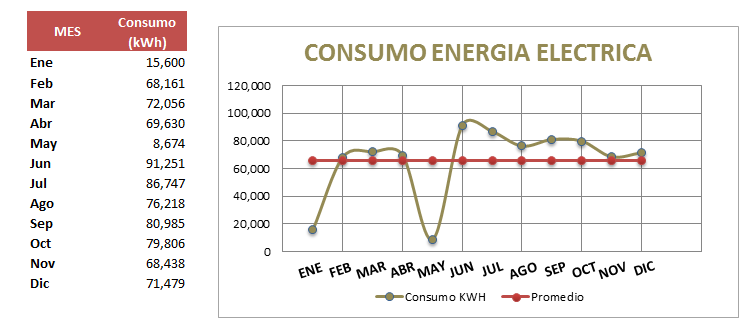 MES Consumo (kWh)
Ene 15,600
Feb 68,161
Mar 72,056
Abr 69,630
May 8,674
Jun 91,251
Jul 86,747
Ago 76,218
Sep 80,985
Oct 79,806
Nov 68,438
Dic 71,479
CONSUMO ENERGIA ELECTRICA
120,000
100,000
80,000
60,000
40,000
20,000
0
ENE FEB MAR ABR MAY JUN JUL AGO SEP OCT NOV DIC
Consumo KWH Promedio